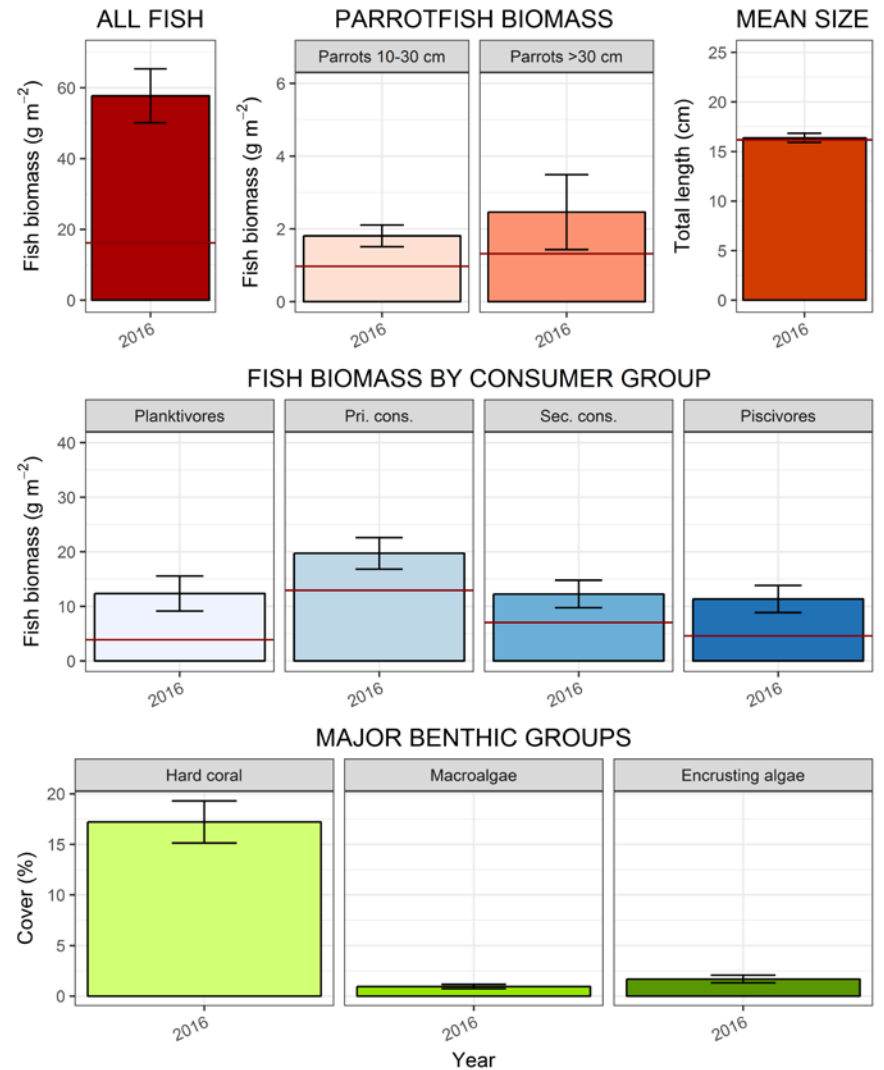 ALL FISH
PARROTFISH BIOMASS
MEAN SIZE
Parrots 10-30 cm
Parrots >30 cm
Fish biomass (g m⁻²)
60
40
20
0
2016
Fish biomass (g m⁻²)
6
4
2
0
2016
2016
Total length (cm)
25
20
15
10
5
0
2016
FISH BIOMASS BY CONSUMER GROUP
Planktivores
Pri. cons.
Sec. cons.
Piscivores
Fish biomass (g m⁻²)
40
30
20
10
0
2016
2016
2016
2016
MAJOR BENTHIC GROUPS
Hard coral
Macroalgae
Encrusting algae
Cover (%)
20
15
10
5
0
2016
2016
2016
Year